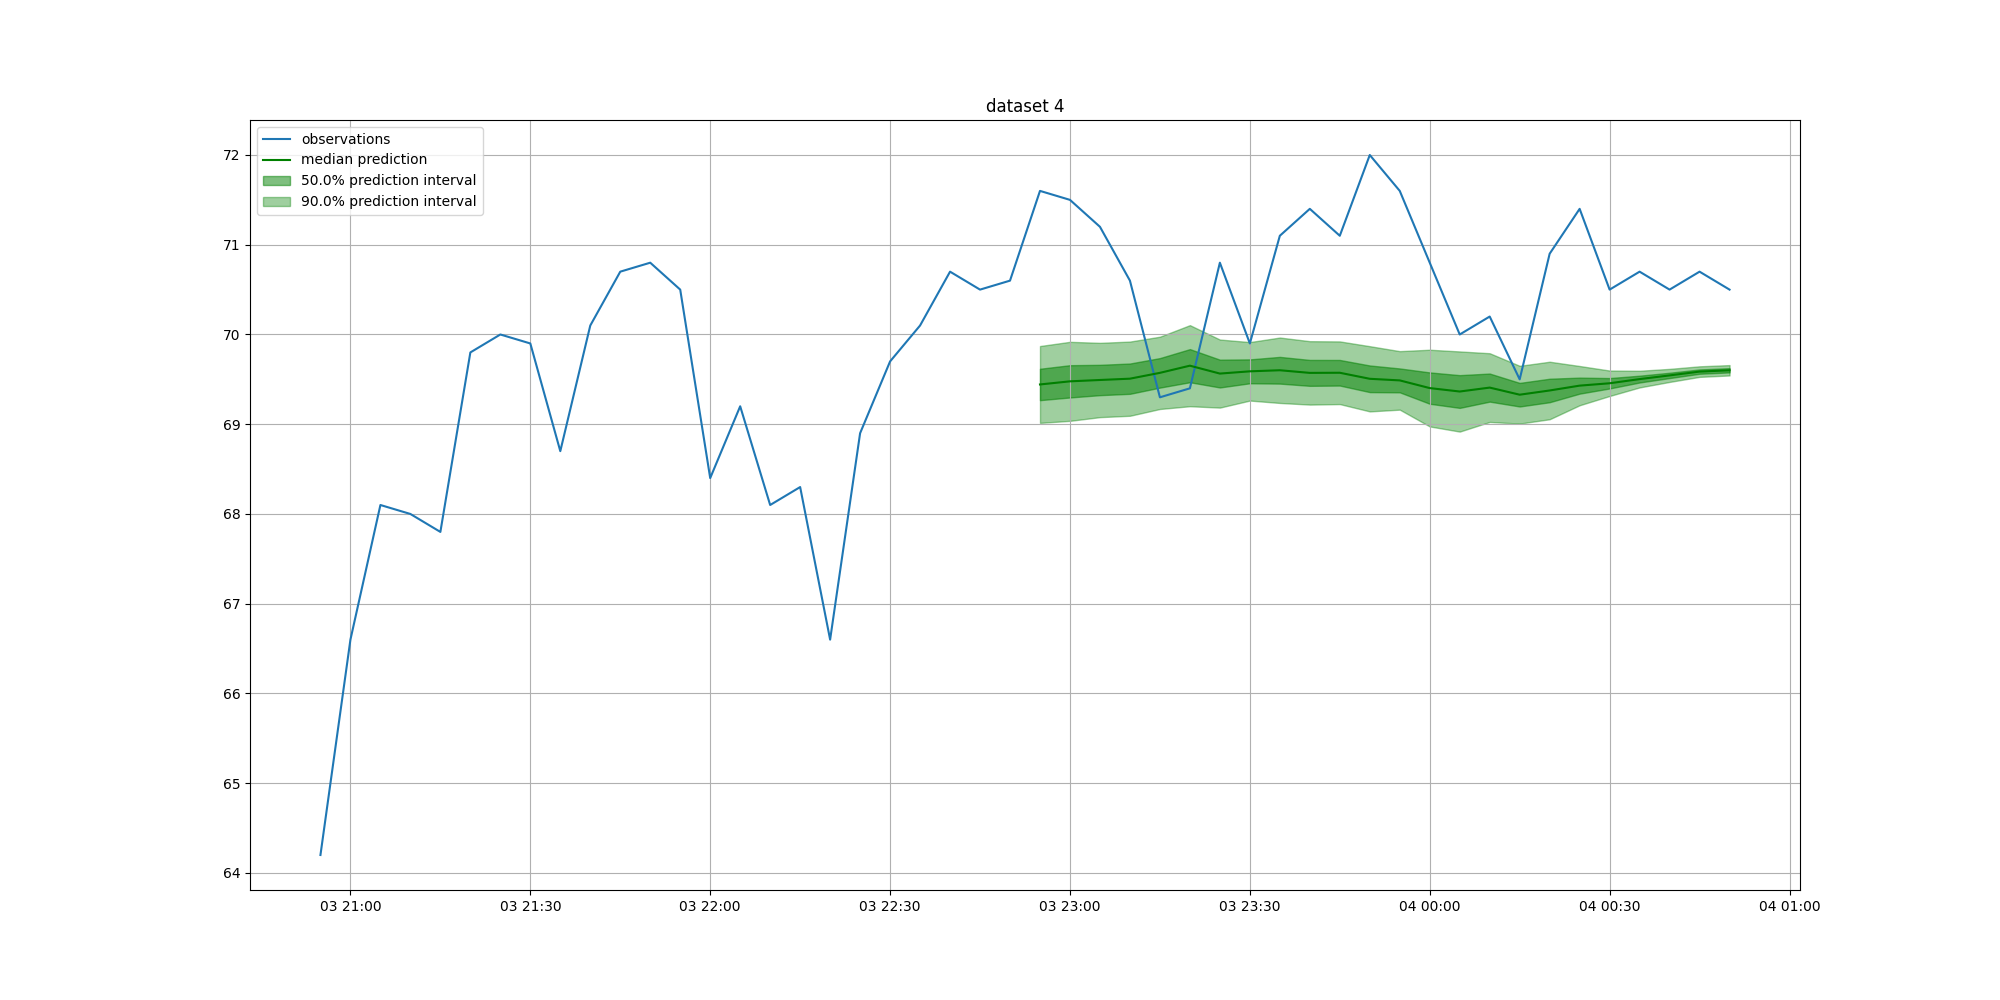 dataset 4
observations
median prediction
50.0% prediction interval
90.0% prediction interval
72
71
70
69
68
67
66
65
64
03 21:00 03 21:30 03 22:00 03 22:30 03 23:00 03 23:30 04 00:00 04 00:30 04 01:00